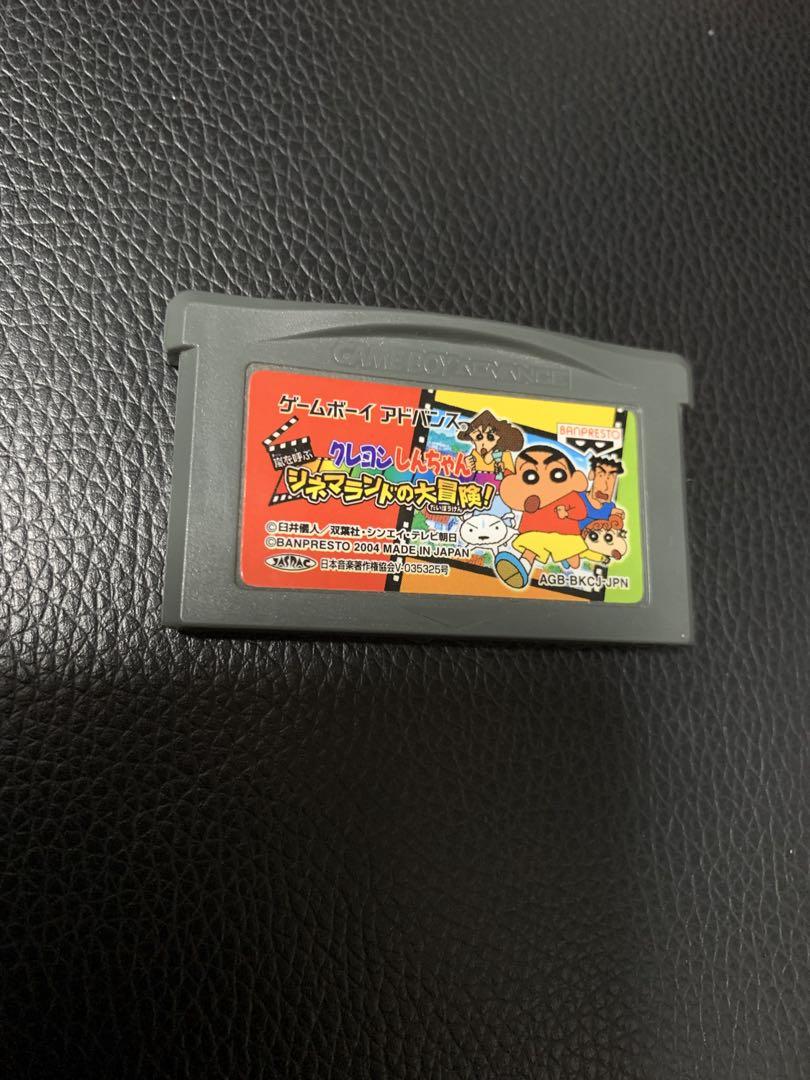 GAME BOY ADVANCE
ゲームボーイ アドバンス
BANPRESTO
嵐を呼ぶ
クレヨンしんちゃん
シネマランドの大冒険!
だいぼうけん
©臼井儀人/双葉社・シンエイ・テレビ朝日
©BANPRESTO 2004 MADE IN JAPAN
JASRAC
日本音楽著作権協会V-035325号
AGB-BKCJ-JPN